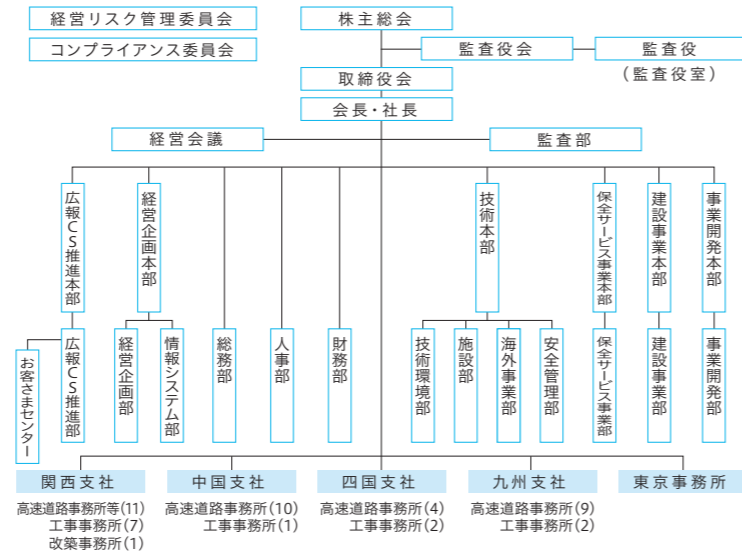 経営リスク管理委員会
株主総会
コンプライアンス委員会
監査役会
監査役
(監査役室)
取締役会
会長・社長
経営会議
監査部
広報CS推進本部
経営企画本部
技術本部
保全サービス事業本部
建設事業本部
事業開発本部
お客さまセンター
広報CS推進部
経営企画部
情報システム部
総務部
人事部
財務部
技術環境部
施設部
海外事業部
安全管理部
保全サービス事業部
建設事業部
事業開発部
関西支社
中国支社
四国支社
九州支社
東京事務所
高速道路事務所等(11)
高速道路事務所(10)
高速道路事務所(4)
高速道路事務所(9)
工事事務所(7)
工事事務所(1)
工事事務所(2)
工事事務所(2)
改築事務所(1)